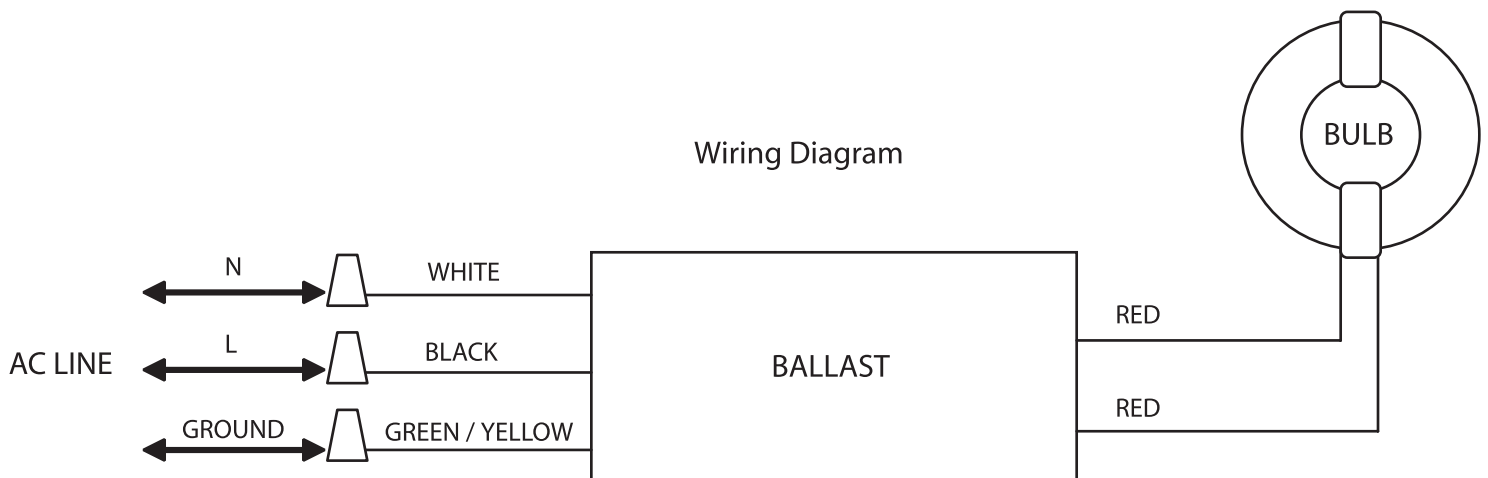 BULB
Wiring Diagram
N
WHITE
RED
L
BLACK
AC LINE
BALLAST
RED
GROUND
GREEN / YELLOW